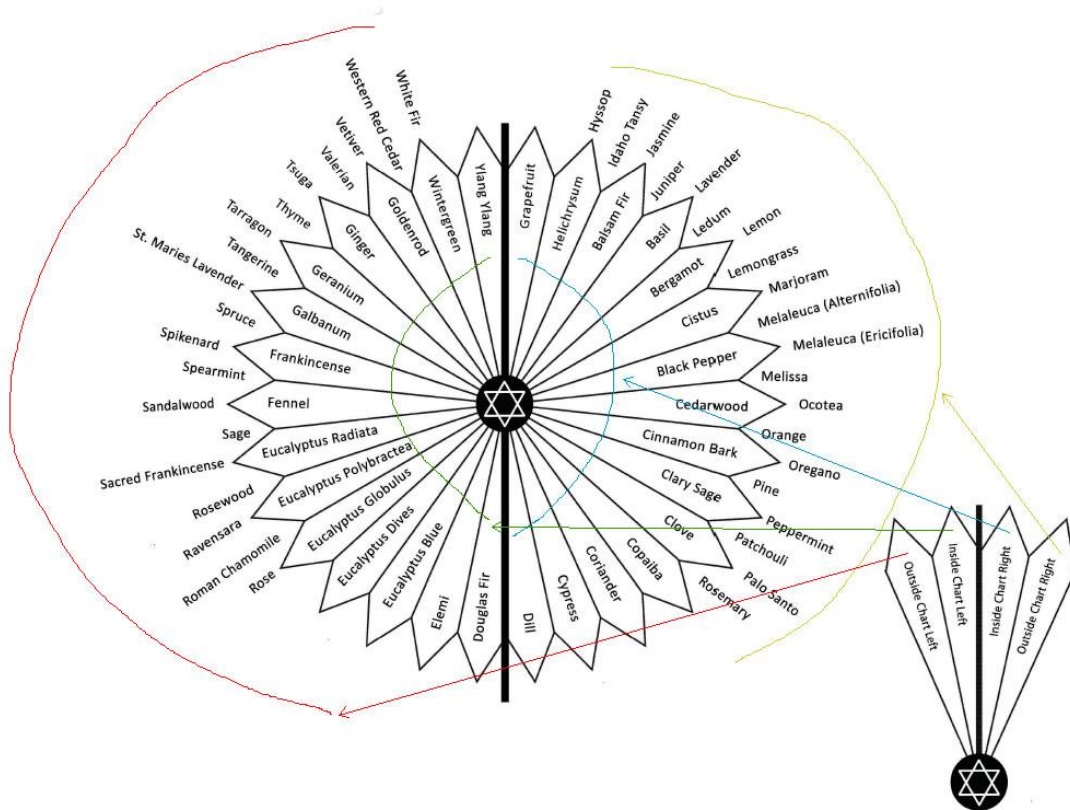 Hyssop
Idaho Tansy
Jasmine
Juniper
Lavender
Ledum
Lemon
Lemongrass
Marjoram
Melaleuca (Alternifolia)
Melaleuca (Ericifolia)
Melissa
Ocotea
Orange
Oregano
Pine
Peppermint
Patchouli
Palo Santo
Rosemary
Rose
Roman Chamomile
Ravensara
Rosewood
Sacred Frankincense
Sage
Sandalwood
Spearmint
Spikenard
Spruce
St. Maries Lavender
Tangerine
Tarragon
Thyme
Tsuga
Valerian
Vetiver
Western Red Cedar
White Fir
Grapefruit
Helichrysum
Balsam Fir
Basil
Bergamot
Cistus
Black Pepper
Cedarwood
Cinnamon Bark
Clary Sage
Clove
Copaiba
Coriander
Cypress
Dill
Douglas Fir
Elemi
Eucalyptus Blue
Eucalyptus Dives
Eucalyptus Globulus
Eucalyptus Polybractea
Eucalyptus Radiata
Fennel
Frankincense
Galbanum
Geranium
Ginger
Goldenrod
Wintergreen
Ylang Ylang
Outside Chart Left
Inside Chart Left
Inside Chart Right
Outside Chart Right